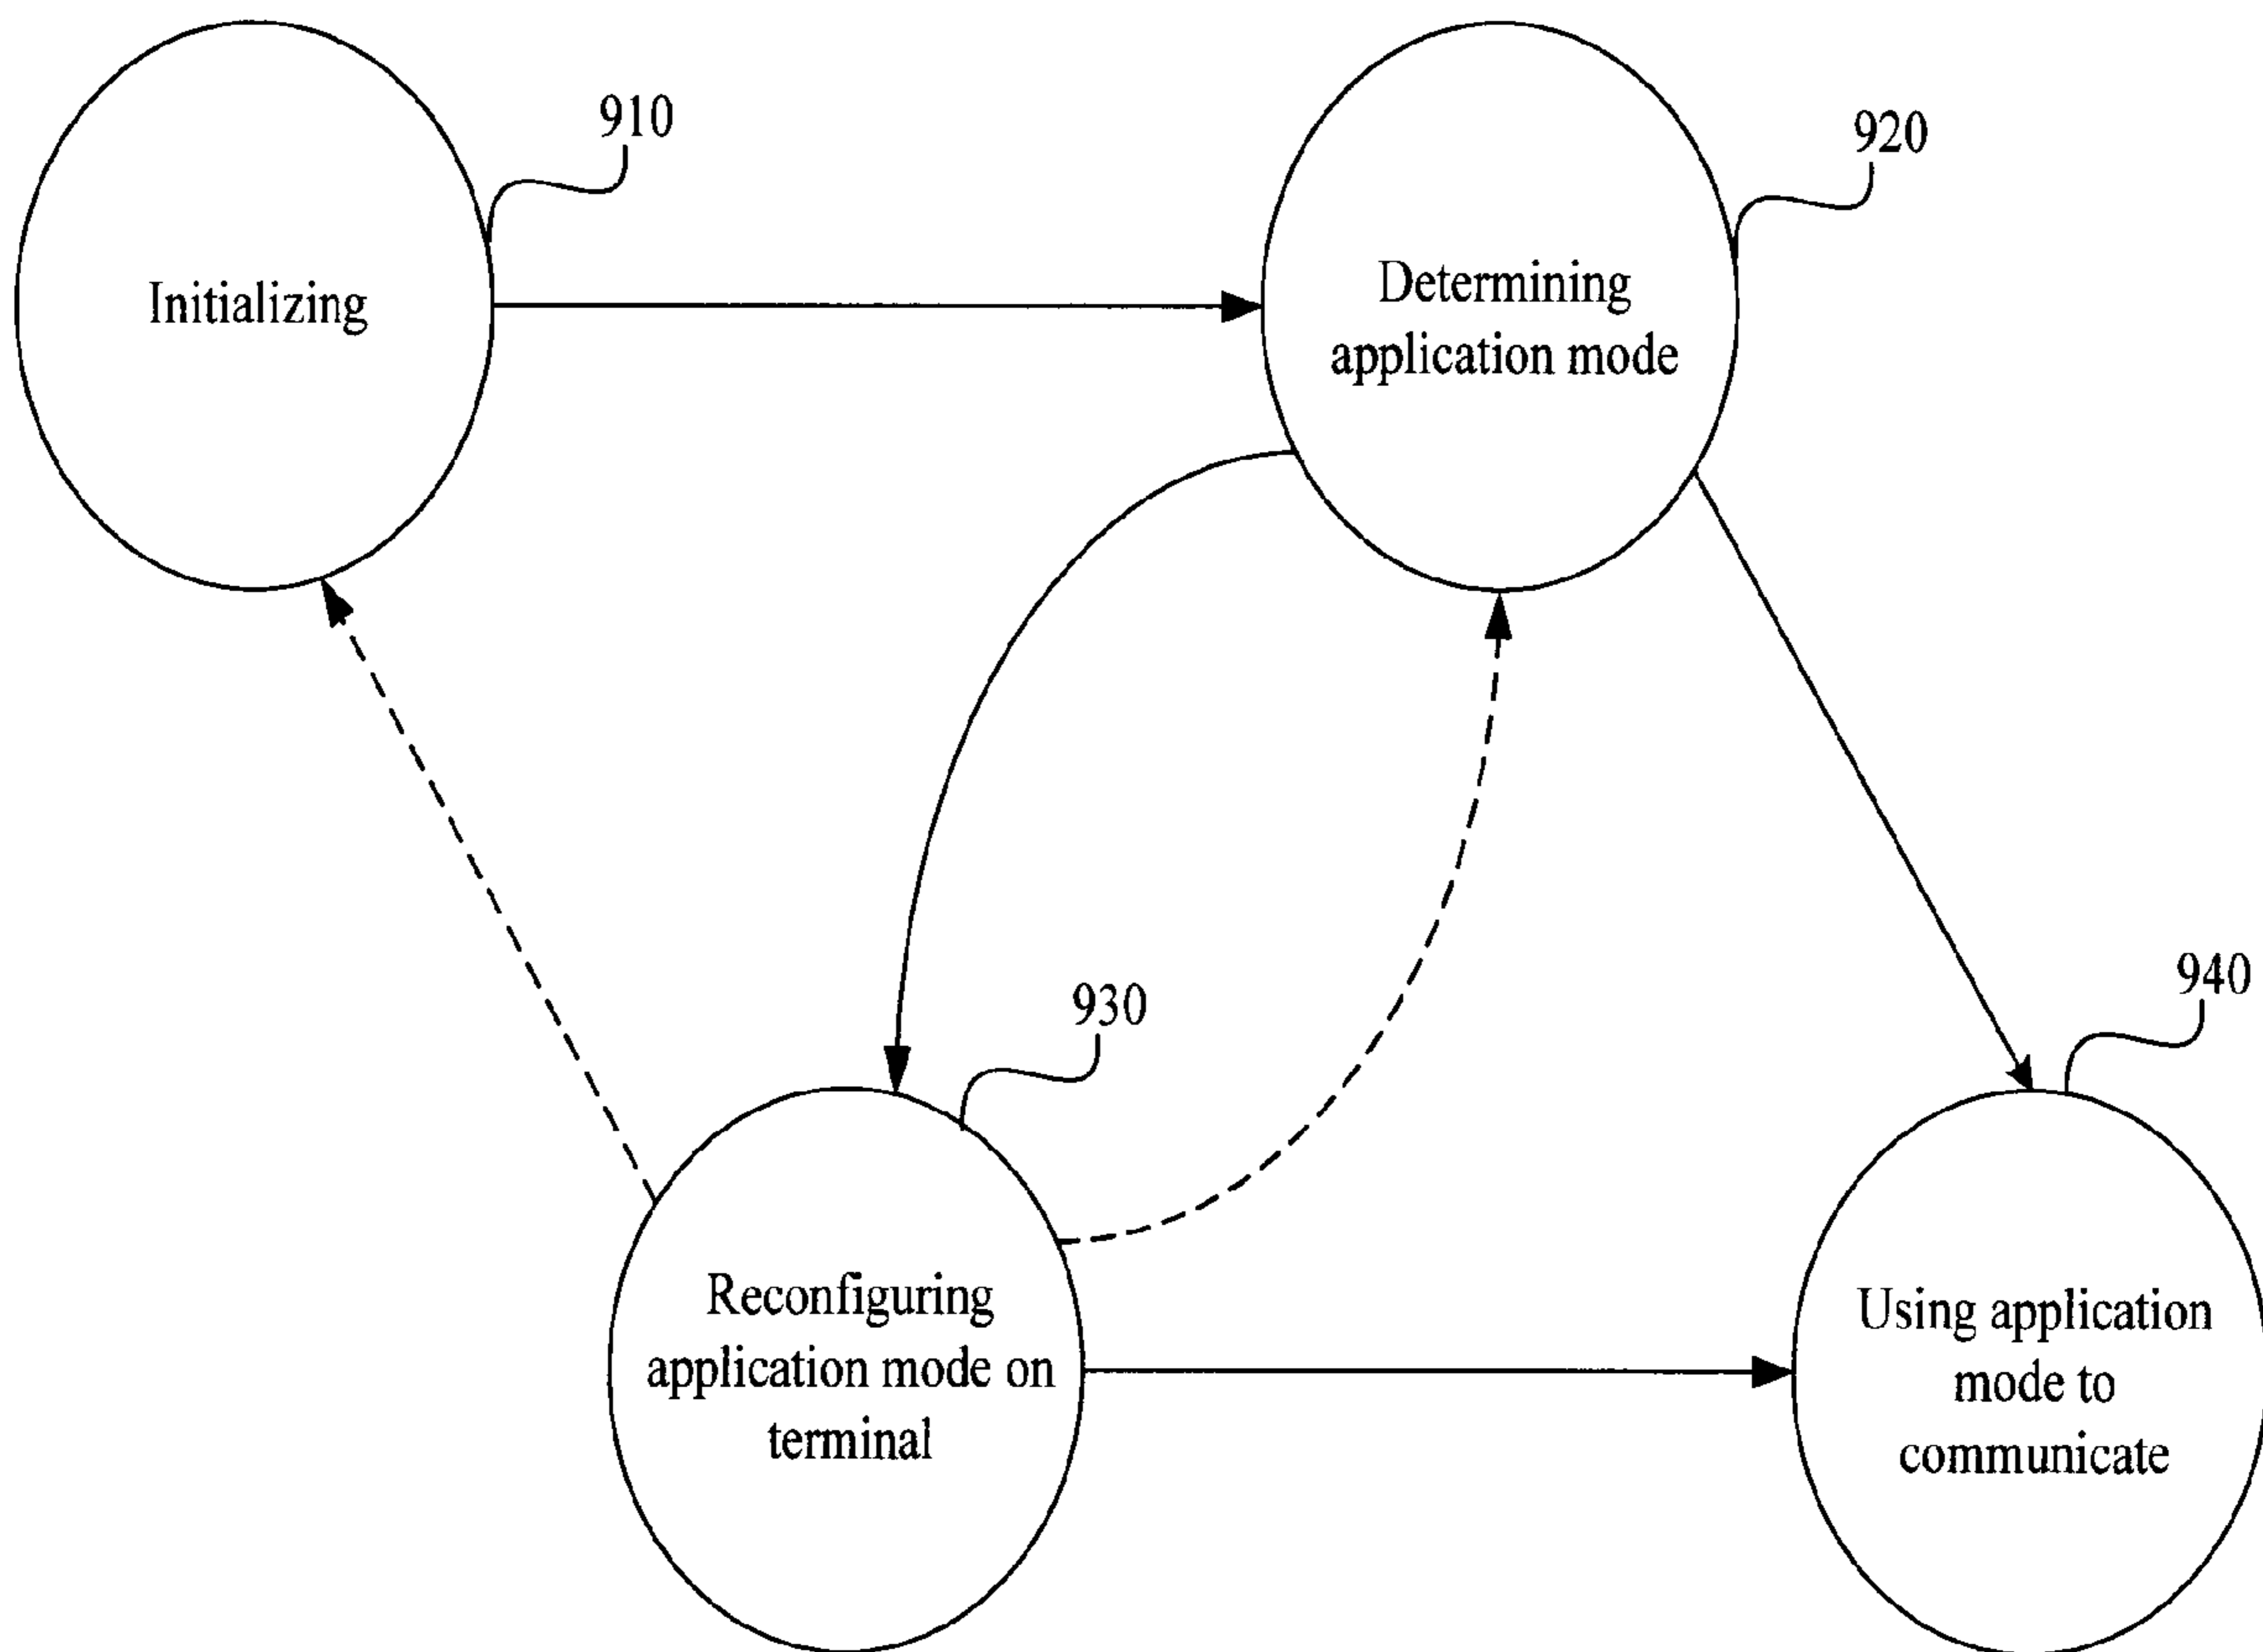 910
920
Initializing
Determining
application mode
930
940
Reconfiguring
application mode on
terminal
Using application
mode to
communicate